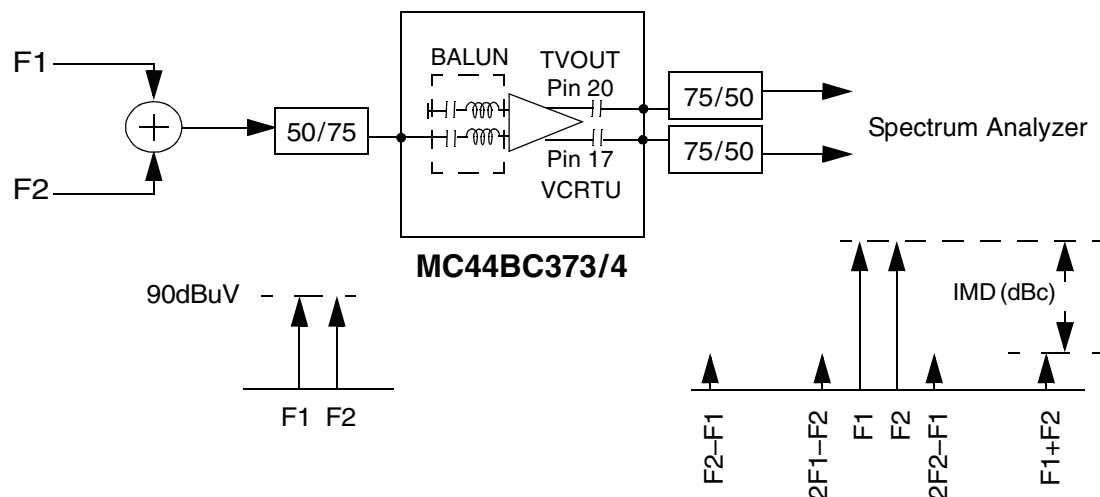 F1
F2
+
50/75
BALUN
TVOUT
Pin 20
Pin 17
VCRTU
MC44BC373/4
75/50
75/50
Spectrum Analyzer
90dBuV
F1 F2
IMD (dBc)
F2–F1
2F1–F2
F1
F2
2F2–F1
F1+F2